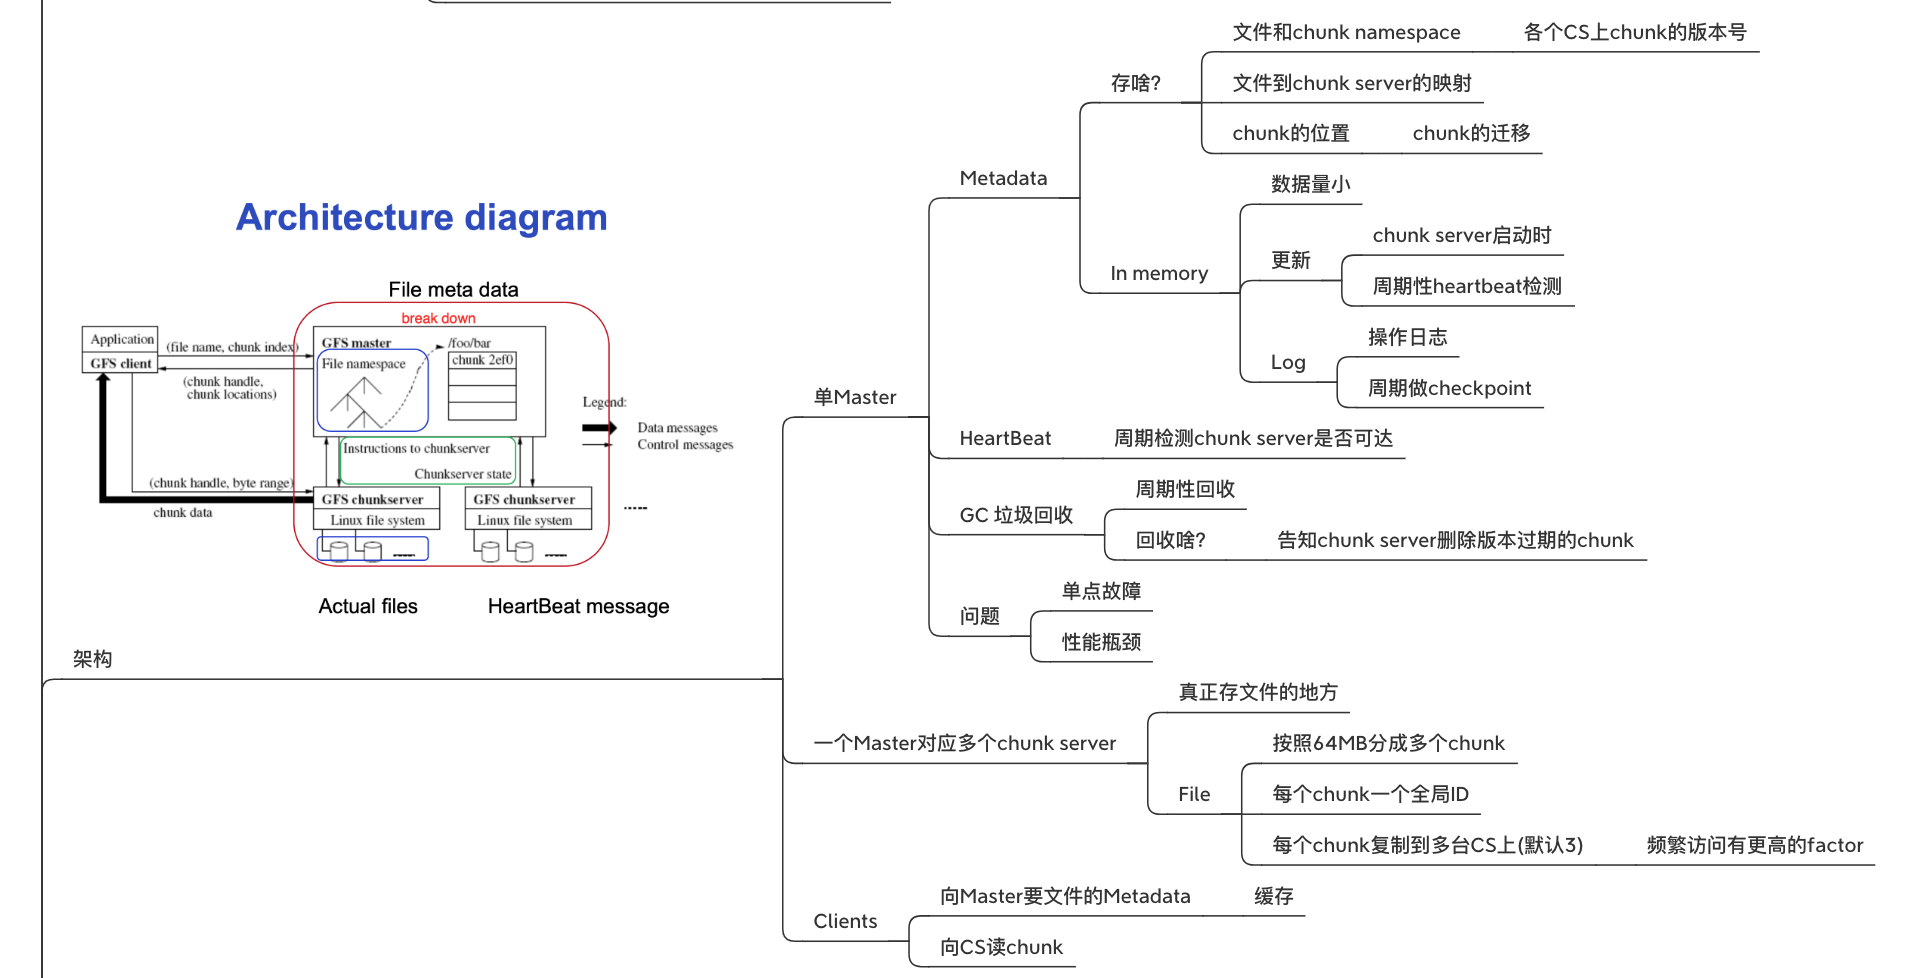 Architecture diagram
File meta data
break down
Application
GFS client
(file name, chunk index)
(chunk handle,
chunk locations)
GFS master
File namespace
/foo/bar
chunk 2ef0
Legend:
Data messages
Control messages
Instructions to chunkserver
Chunkserver state
(chunk handle, byte range)
chunk data
GFS chunkserver
Linux file system
GFS chunkserver
Linux file system
Actual files
HeartBeat message
架构
单Master
Metadata
存啥?
文件和chunk namespace
各个CS上chunk的版本号
文件到chunk server的映射
chunk的位置
chunk的迁移
In memory
数据量小
更新
chunk server启动时
周期性heartbeat检测
Log
操作日志
周期做checkpoint
HeartBeat
周期检测chunk server是否可达
GC 垃圾回收
周期性回收
回收啥?
告知chunk server删除版本过期的chunk
问题
单点故障
性能瓶颈
一个Master对应多个chunk server
真正存文件的地方
File
按照64MB分成多个chunk
每个chunk一个全局ID
每个chunk复制到多台CS上(默认3)
频繁访问有更高的factor
Clients
向Master要文件的Metadata
缓存
向CS读chunk